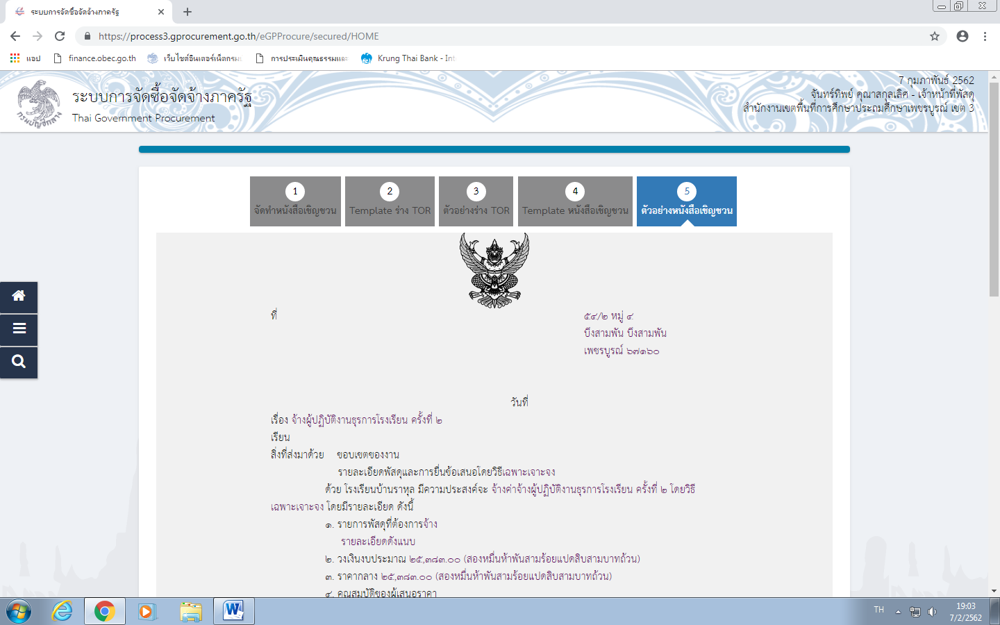 ระบบการจัดซื้อจัดจ้างภาครัฐ
https://process3.gprocurement.go.th/eGPProcure/secured/HOME
แอป finance.obec.go.th เว็บไซต์อินเตอร์เน็ตกรม การประเมินคุณธรรมและ Krung Thai Bank - Int
ระบบการจัดซื้อจัดจ้างภาครัฐ
Thai Government Procurement
กรมบัญชีกลาง
7 กุมภาพันธ์ 2562
จันทร์ทิพย์ คุณาสกุลเลิศ - เจ้าหน้าที่พัสดุ
สำนักงานเขตพื้นที่การศึกษาประถมศึกษาเพชรบูรณ์ เขต 3
1 2 3 4 5
จัดทำหนังสือเชิญชวน Template ร่าง TOR ตัวอย่างร่าง TOR Template หนังสือเชิญชวน ตัวอย่างหนังสือเชิญชวน
ที่ ๕๔/๒ หมู่ ๔
บึงสามพัน บึงสามพัน
เพชรบูรณ์ ๖๗๑๖๐
วันที่
เรื่อง จ้างผู้ปฏิบัติงานธุรการโรงเรียน ครั้งที่ ๒
เรียน
สิ่งที่ส่งมาด้วย ขอบเขตของงาน
รายละเอียดพัสดุและการยื่นข้อเสนอโดยวิธีเฉพาะเจาะจง
ด้วย โรงเรียนบ้านราหุล มีความประสงค์จะ จ้างค่าจ้างผู้ปฏิบัติงานธุรการโรงเรียน ครั้งที่ ๒ โดยวิธี
เฉพาะเจาะจง โดยมีรายละเอียด ดังนี้
๑. รายการพัสดุที่ต้องการจ้าง
รายละเอียดดังแนบ
๒. วงเงินงบประมาณ ๒๕,๓๘๓.๐๐ (สองหมื่นห้าพันสามร้อยแปดสิบสามบาทถ้วน)
๓. ราคากลาง ๒๕,๓๘๓.๐๐ (สองหมื่นห้าพันสามร้อยแปดสิบสามบาทถ้วน)
๔. คุณสมบัติของผู้เสนอราคา
TH 19:03
7/2/2562